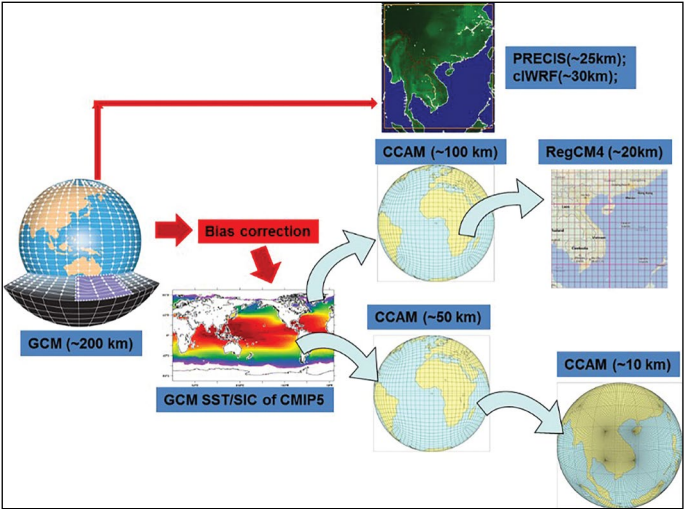 PRECIS(~25km);
clWRF(~30km);
CCAM (~100 km)
RegCM4 (~20km)
Bias correction
GCM (~200 km)
CCAM (~50 km)
CCAM (~10 km)
GCM SST/SIC of CMIP5